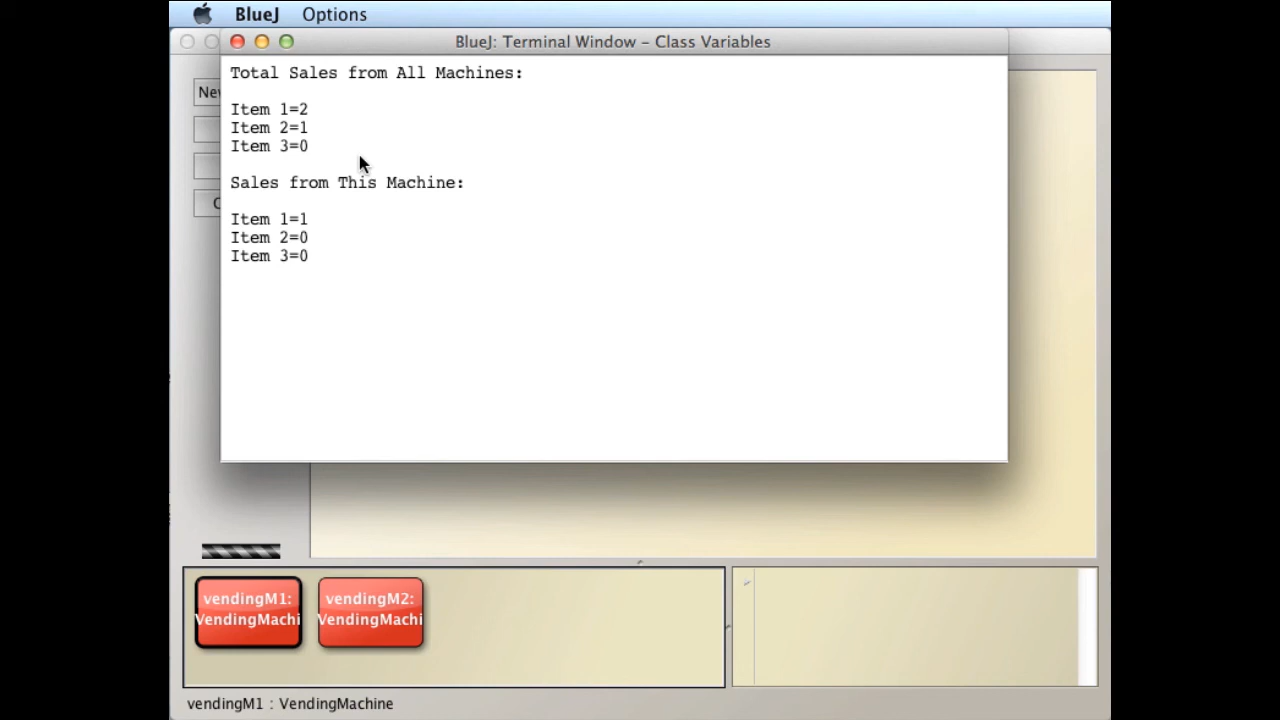 BlueJ Options
BlueJ: Terminal Window – Class Variables
Total Sales from All Machines:
Item 1=2
Item 2=1
Item 3=0
Sales from This Machine:
Item 1=1
Item 2=0
Item 3=0
vendingM1:
VendingMachi
vendingM2:
VendingMachi
vendingM1 : VendingMachine